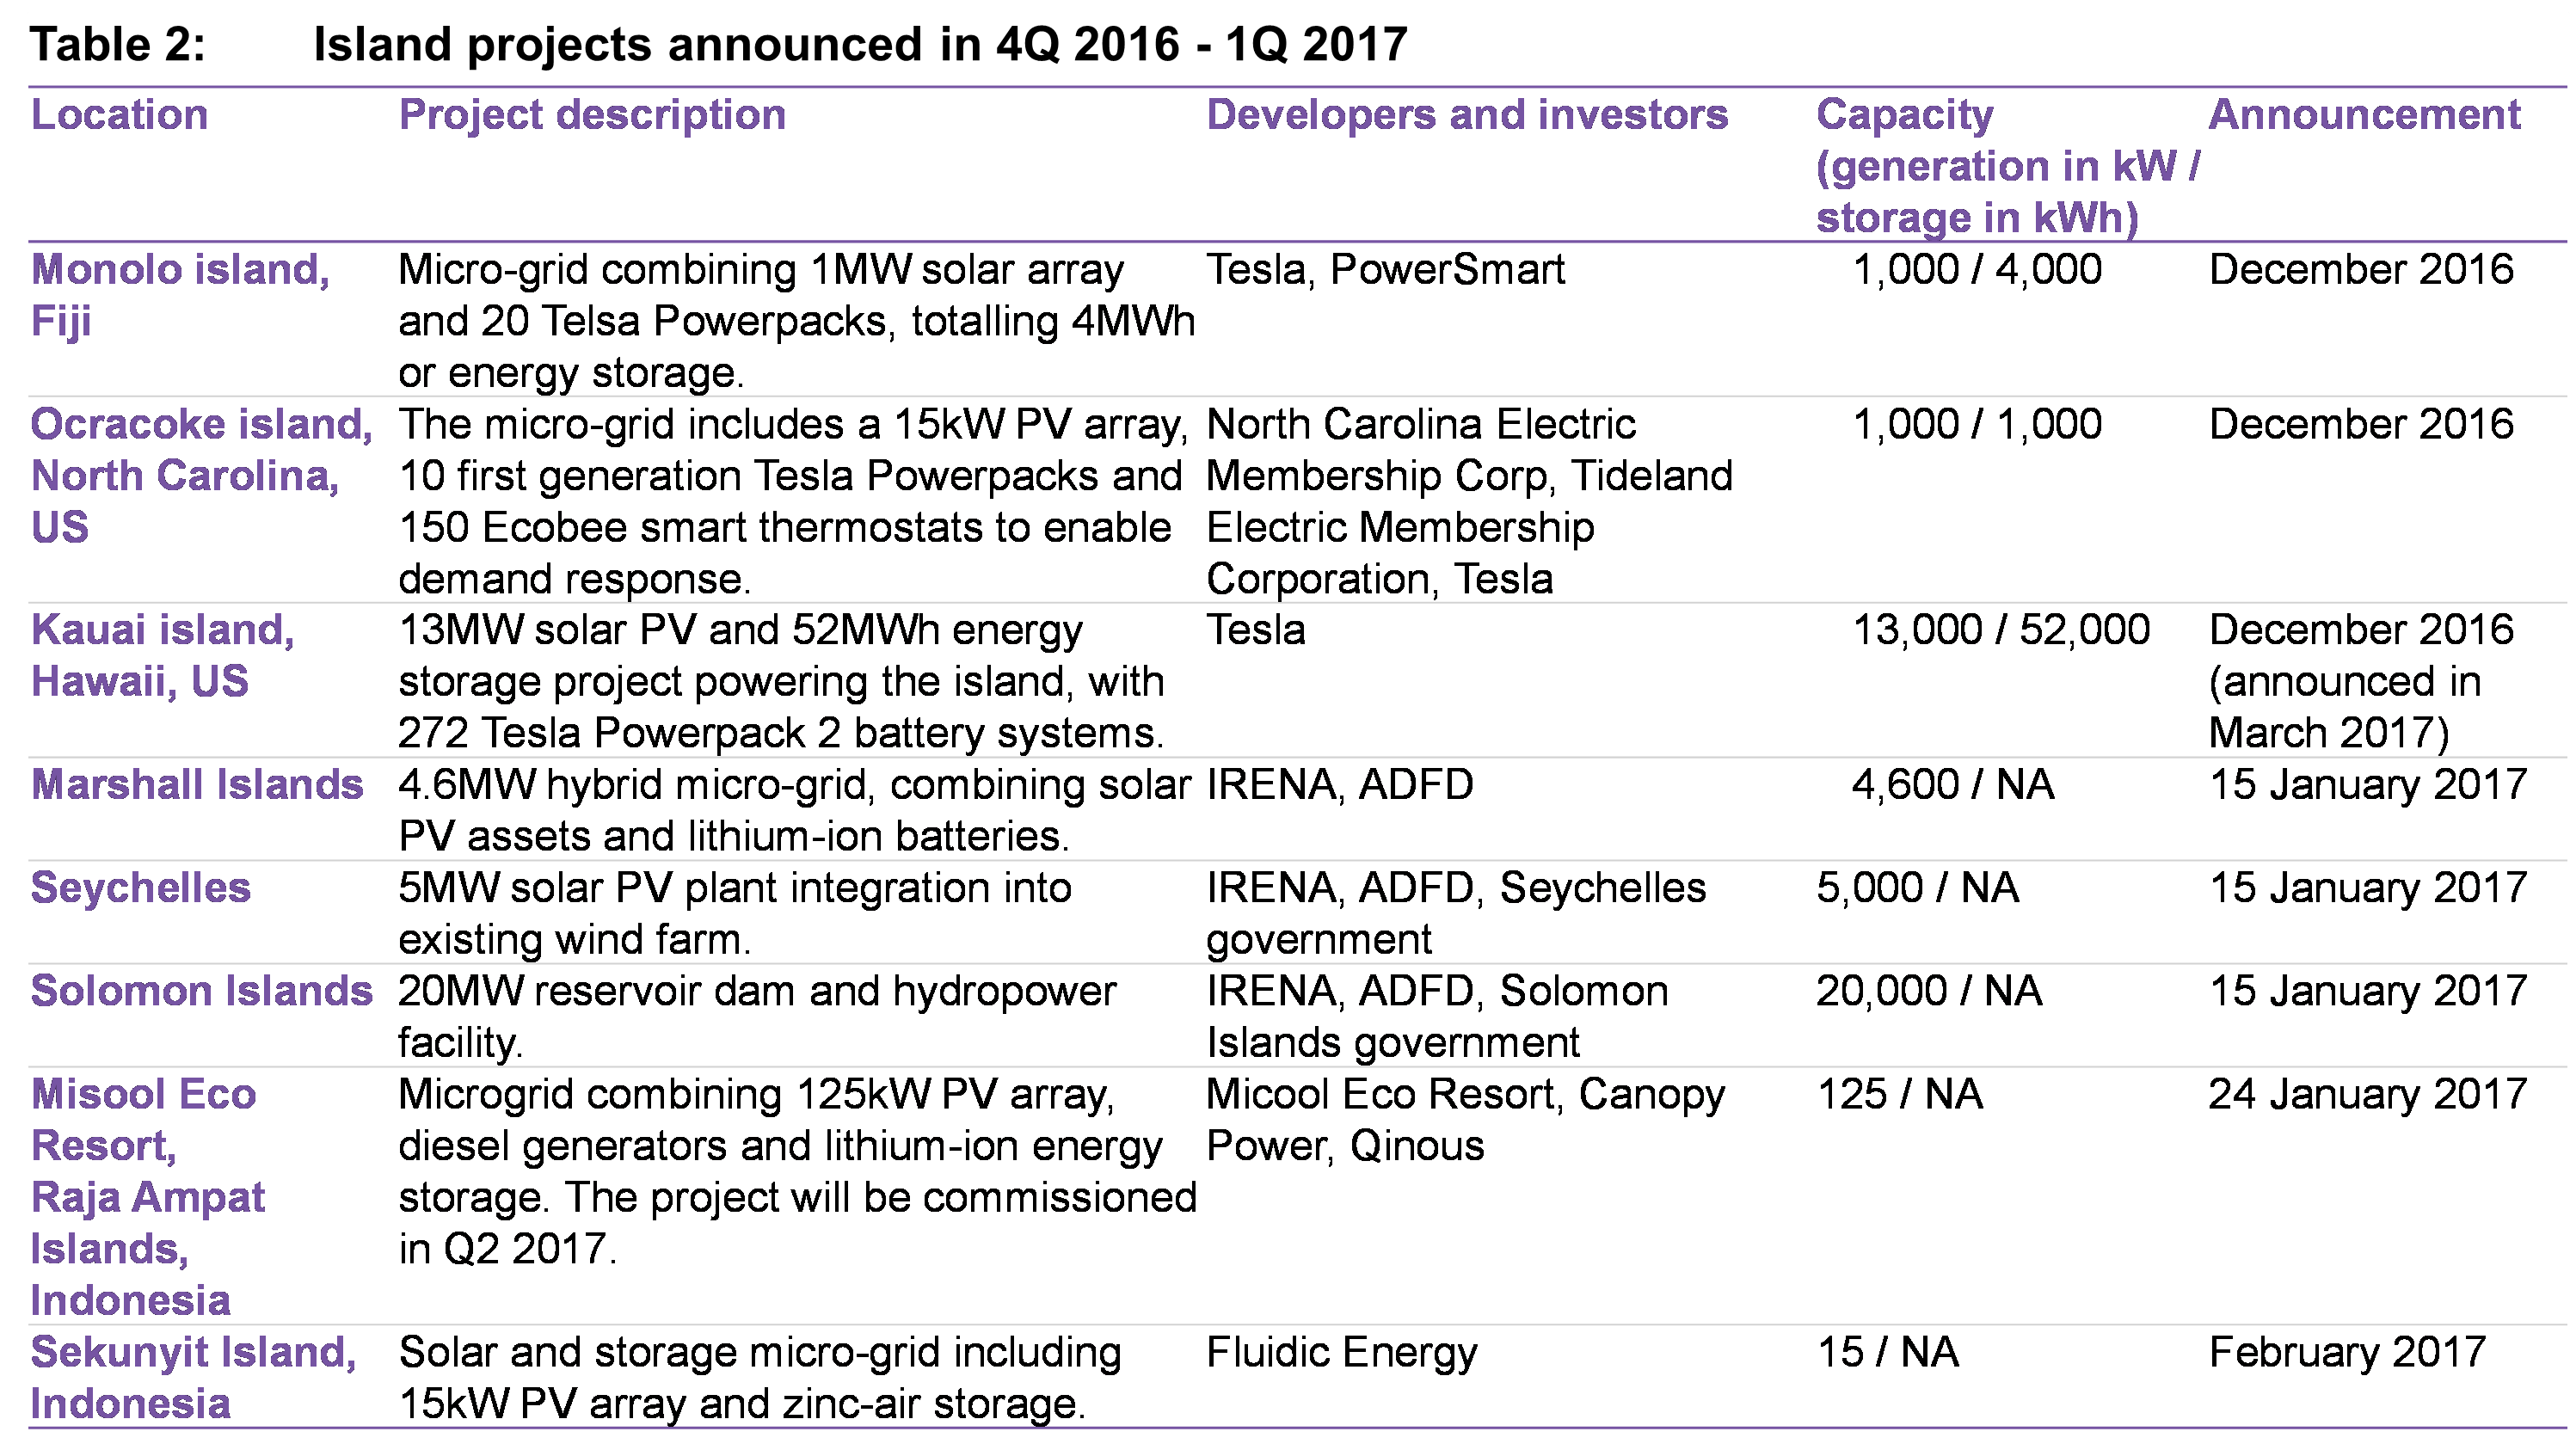 Table 2: Island projects announced in 4Q 2016 - 1Q 2017
Location Project description Developers and investors Capacity (generation in kW / storage in kWh) Announcement
Monolo island, Fiji
Micro-grid combining 1MW solar array
and 20 Telsa Powerpacks, totalling 4MWh
or energy storage.
Tesla, PowerSmart
1,000 / 4,000
December 2016
Ocracoke island,
North Carolina,
US
The micro-grid includes a 15kW PV array,
10 first generation Tesla Powerpacks and
150 Ecobee smart thermostats to enable
demand response.
North Carolina Electric
Membership Corp, Tideland
Electric Membership
Corporation, Tesla
1,000 / 1,000
December 2016
Kauai island,
Hawaii, US
13MW solar PV and 52MWh energy
storage project powering the island, with
272 Tesla Powerpack 2 battery systems.
Tesla
13,000 / 52,000
December 2016
(announced in
March 2017)
Marshall Islands
4.6MW hybrid micro-grid, combining solar
PV assets and lithium-ion batteries.
IRENA, ADFD
4,600 / NA
15 January 2017
Seychelles
5MW solar PV plant integration into
existing wind farm.
IRENA, ADFD, Seychelles
government
5,000 / NA
15 January 2017
Solomon Islands
20MW reservoir dam and hydropower
facility.
IRENA, ADFD, Solomon
Islands government
20,000 / NA
15 January 2017
Misool Eco
Resort,
Raja Ampat
Islands,
Indonesia
Microgrid combining 125kW PV array,
diesel generators and lithium-ion energy
storage. The project will be commissioned
in Q2 2017.
Micool Eco Resort, Canopy
Power, Qinous
125 / NA
24 January 2017
Sekunyit Island,
Indonesia
Solar and storage micro-grid including
15kW PV array and zinc-air storage.
Fluidic Energy
15 / NA
February 2017